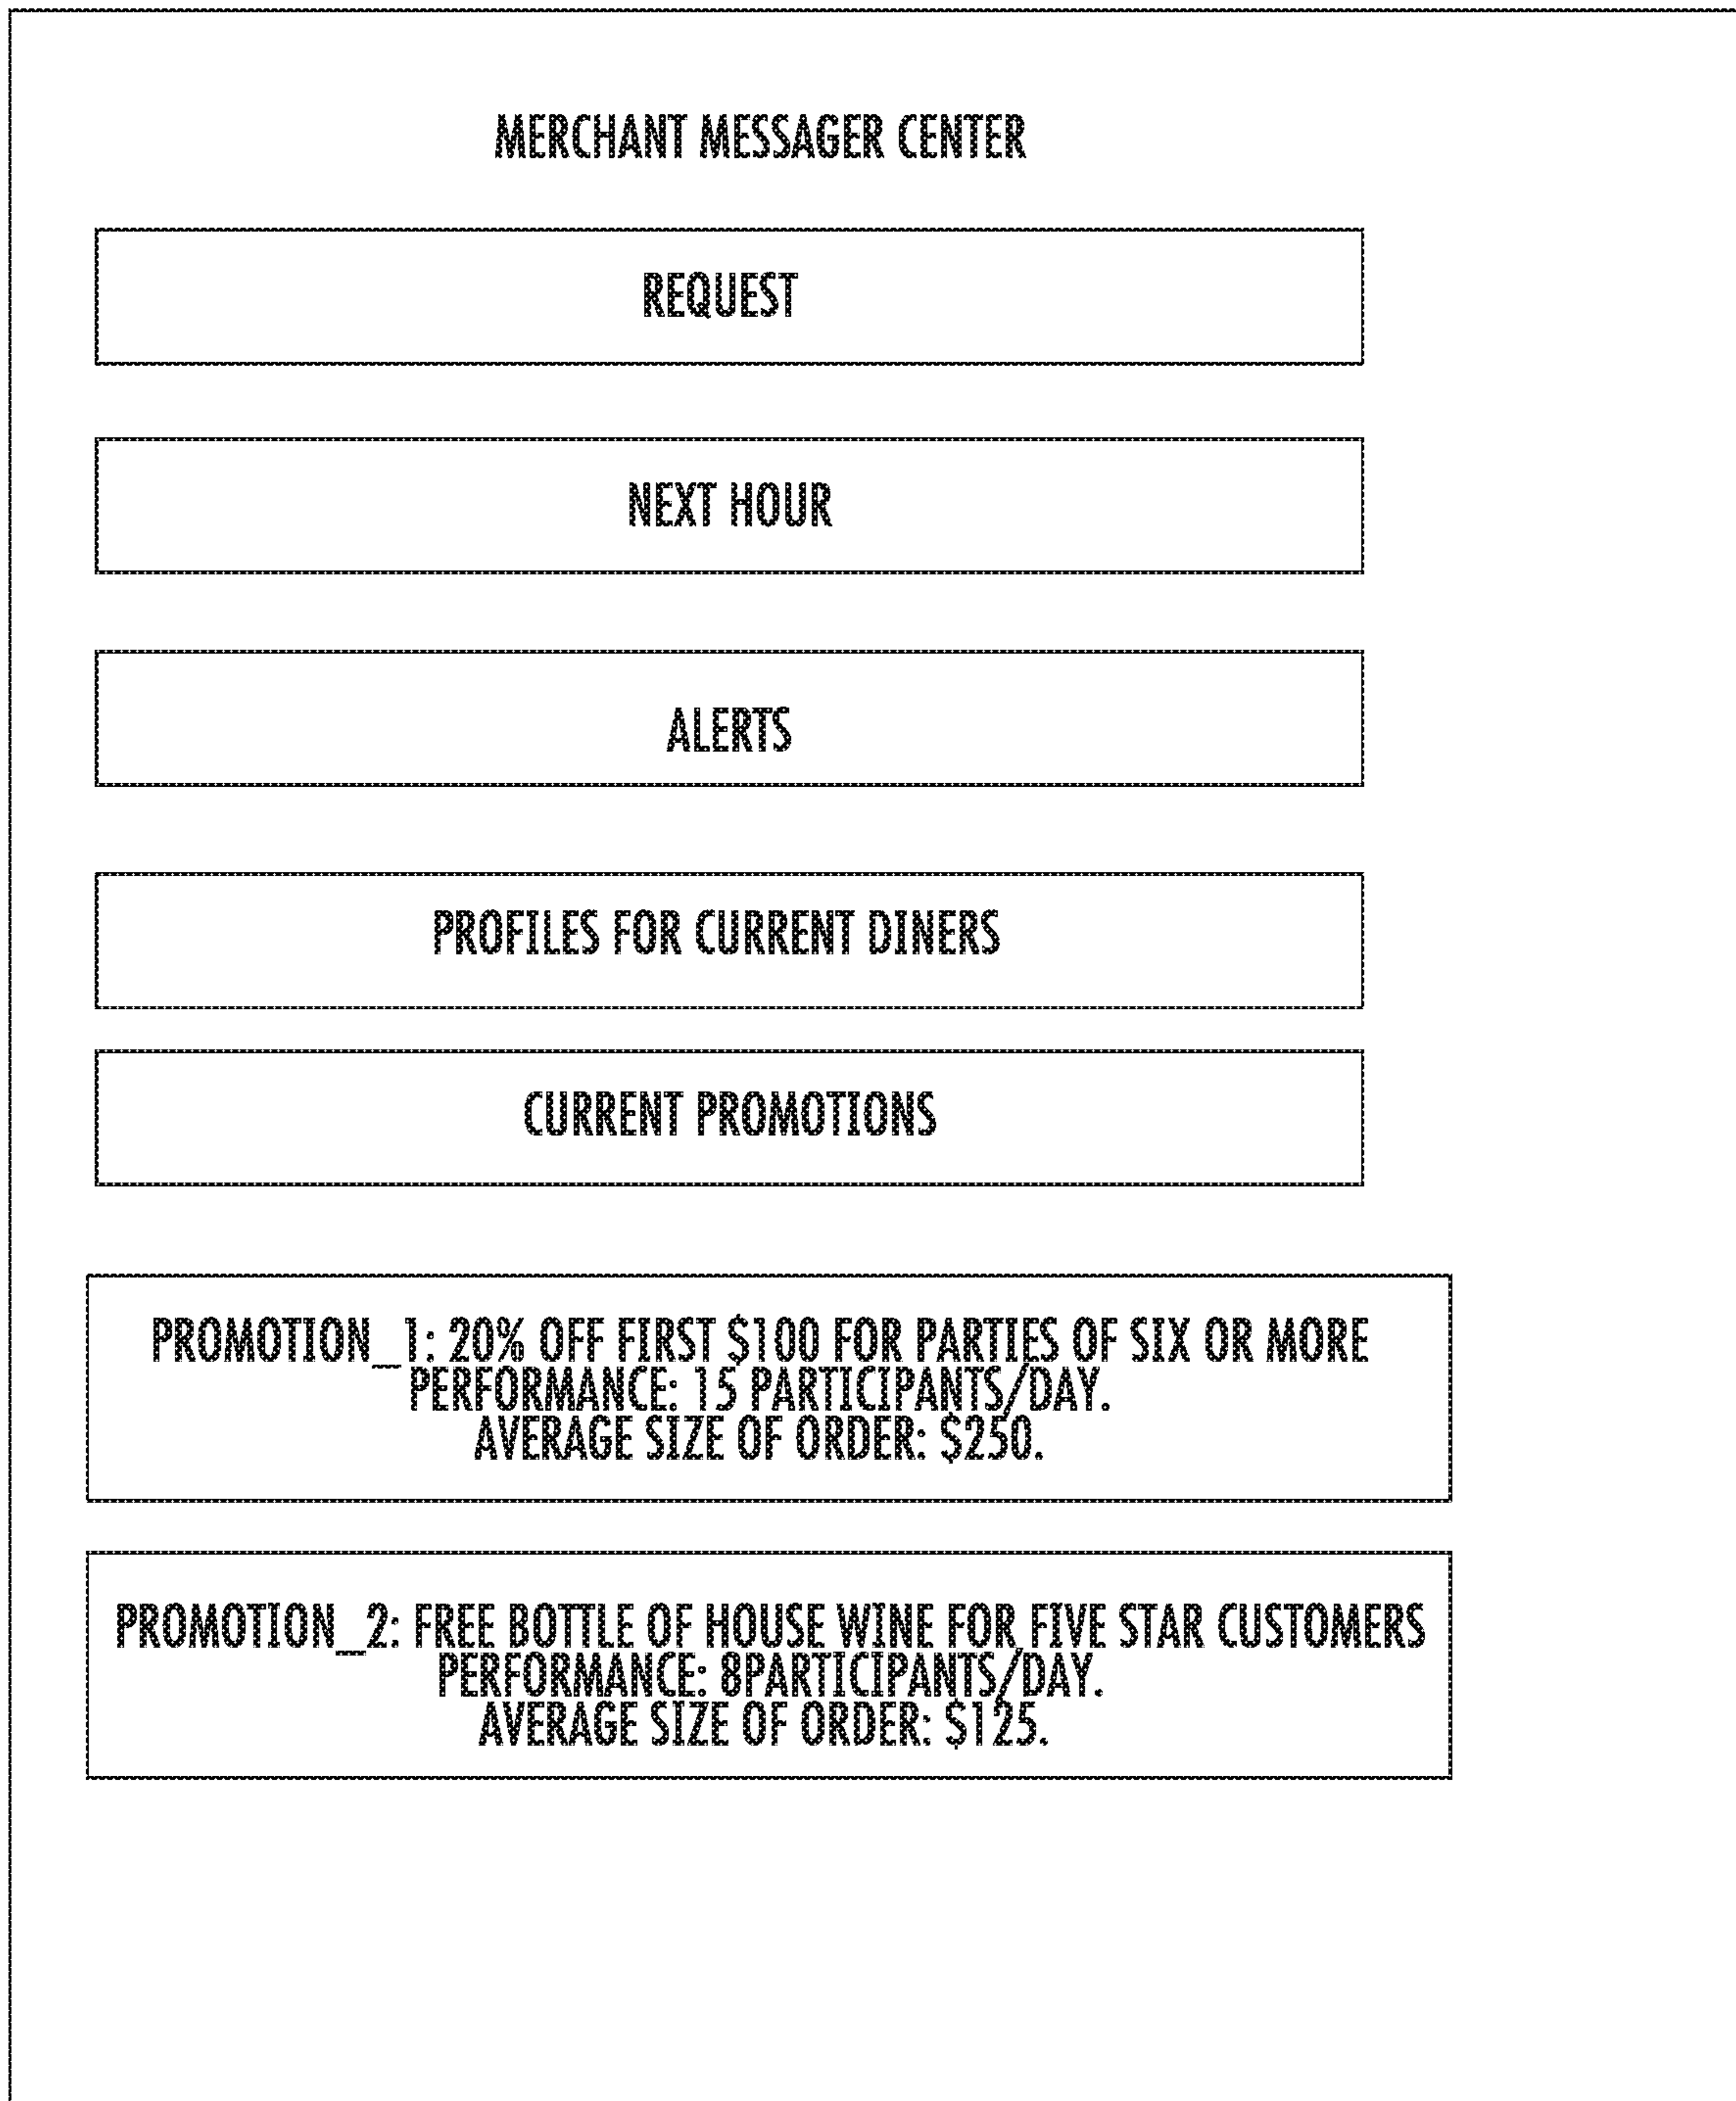 MERCHANT MESSAGER CENTER
REQUEST
NEXT HOUR
ALERTS
PROFILES FOR CURRENT DINERS
CURRENT PROMOTIONS
PROMOTION_1: 20% OFF FIRST $100 FOR PARTIES OF SIX OR MORE
PERFORMANCE: 15 PARTICIPANTS/DAY.
AVERAGE SIZE OF ORDER: $250.
PROMOTION_2: FREE BOTTLE OF HOUSE WINE FOR FIVE STAR CUSTOMERS
PERFORMANCE: 8PARTICIPANTS/DAY.
AVERAGE SIZE OF ORDER: $125.